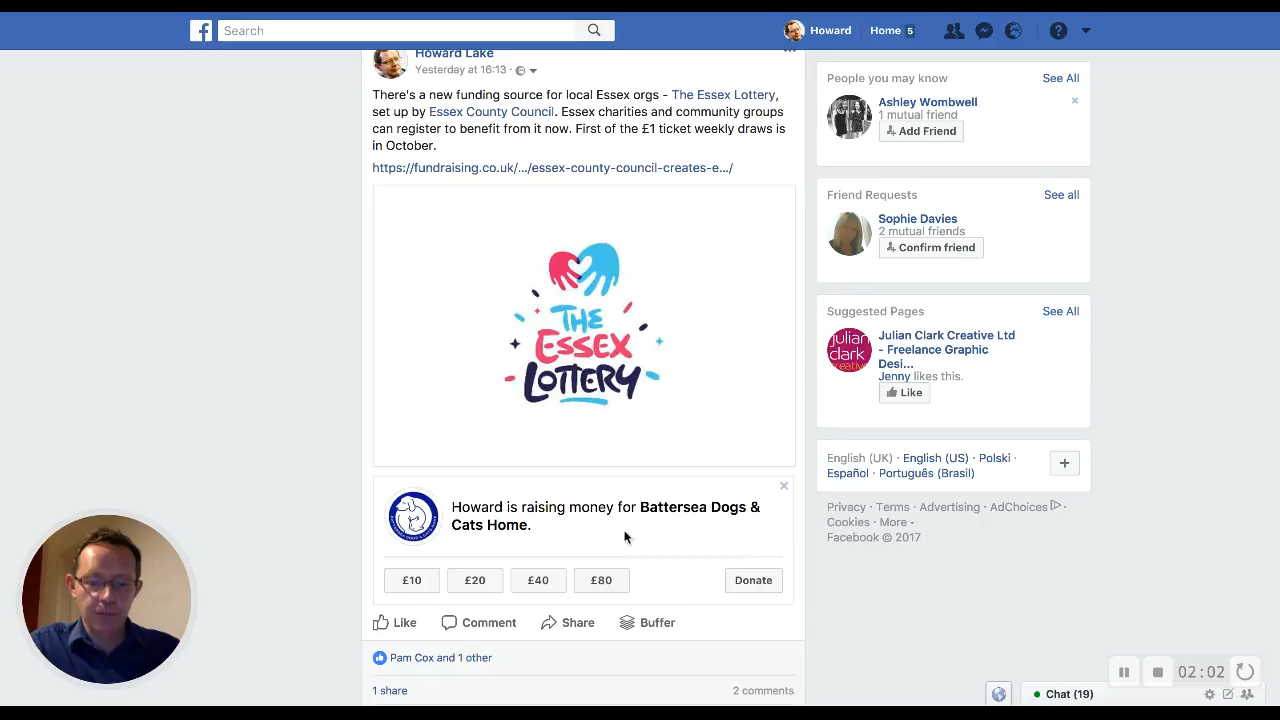 Search
Howard
Home 5
Howard Lake
Yesterday at 16:13 ·
There's a new funding source for local Essex orgs - The Essex Lottery,
set up by Essex County Council. Essex charities and community groups
can register to benefit from it now. First of the £1 ticket weekly draws is
in October.
https://fundraising.co.uk/.../essex-county-council-creates-e.../
THE
ESSEX
LOTTERY
Howard is raising money for Battersea Dogs &
Cats Home.
£10
£20
£40
£80
Donate
Like
Comment
Share
Buffer
Pam Cox and 1 other
1 share
2 comments
People you may know
See All
Ashley Wombwell
1 mutual friend
Add Friend
Friend Requests
See all
Sophie Davies
2 mutual friends
Confirm friend
Suggested Pages
See All
julian
clark
creative
Julian Clark Creative Ltd
- Freelance Graphic
Desi...
Jenny likes this.
Like
English (UK) · English (US) · Polski ·
Español · Português (Brasil)
Privacy · Terms · Advertising · AdChoices ·
Cookies · More
Facebook © 2017
02:02
Chat (19)